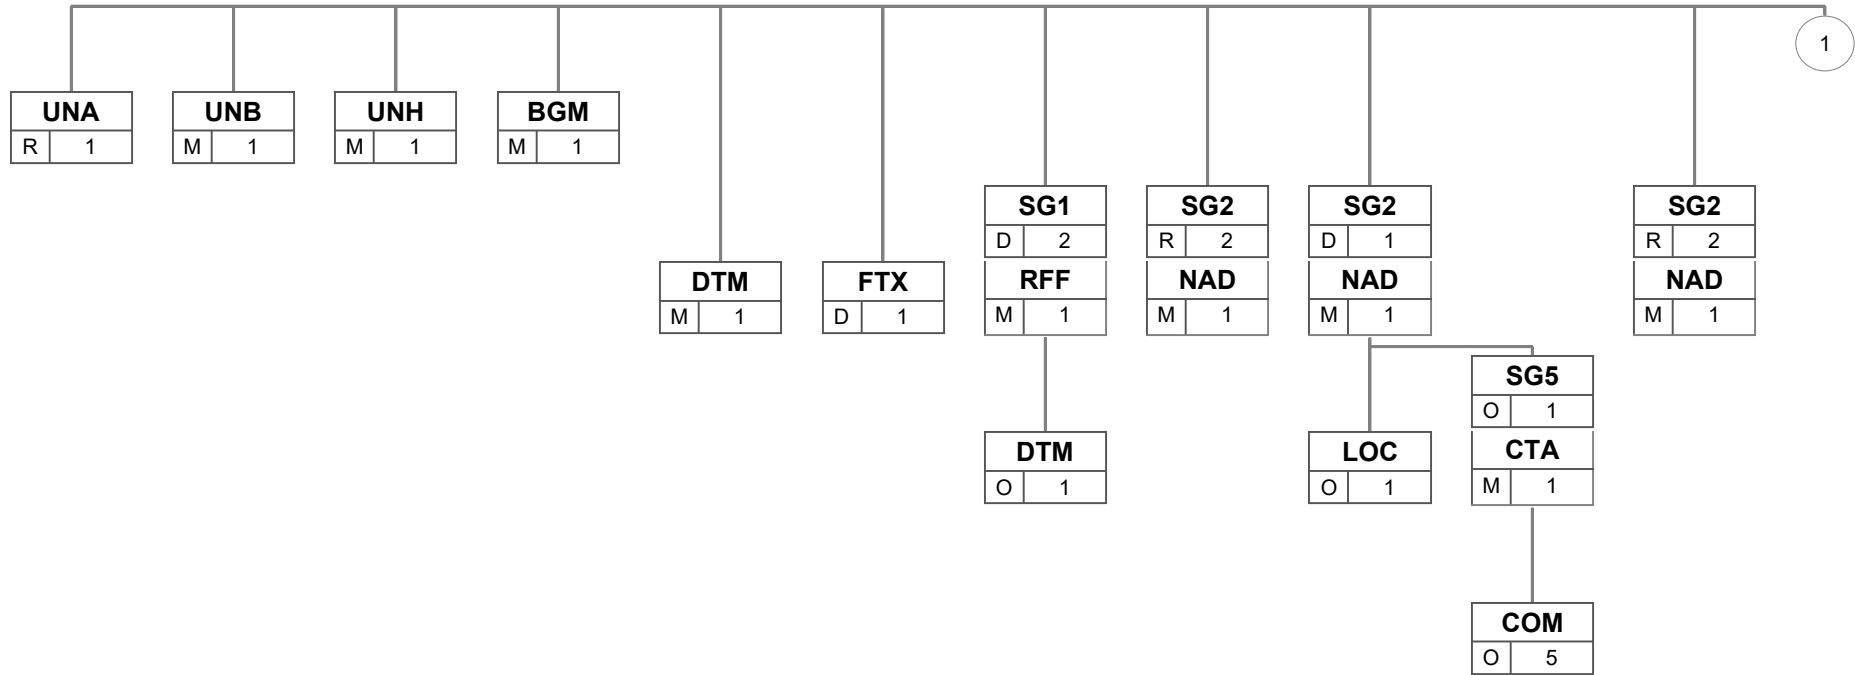 1
UNA UNB UNH BGM
R 1 M 1 M 1 M 1
SG1 SG2 SG2 SG2
D 2 R 2 D 1 R 2
DTM FTX RFF NAD NAD NAD
M 1 D 1 M 1 M 1 M 1 M 1
SG5
O 1
DTM LOC CTA
O 1 O 1 M 1
COM
O 5